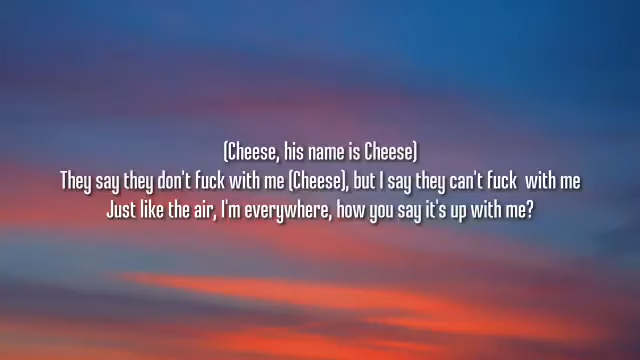 (Cheese, his name is Cheese)
They say they don't fuck with me (Cheese), but I say they can't fuck  with me
Just like the air, I'm everywhere, how you say it's up with me?